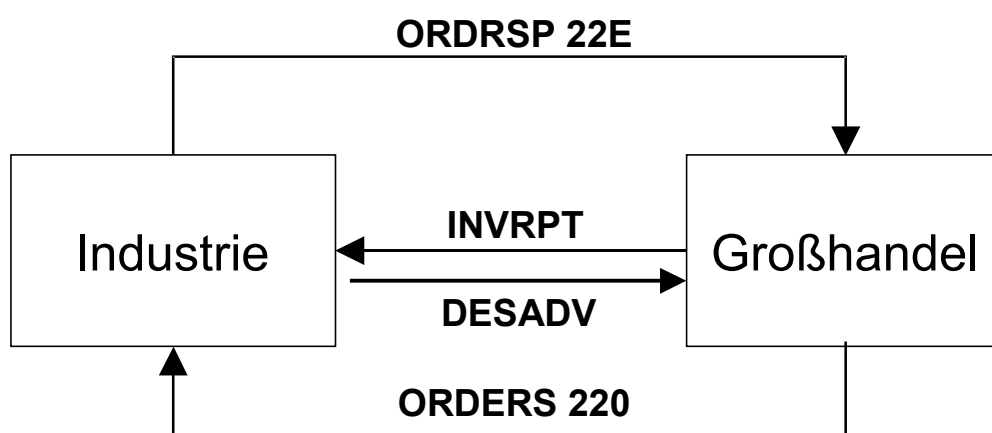 ORDRSP 22E
INVRPT
Industrie
Großhandel
DESADV
ORDERS 220